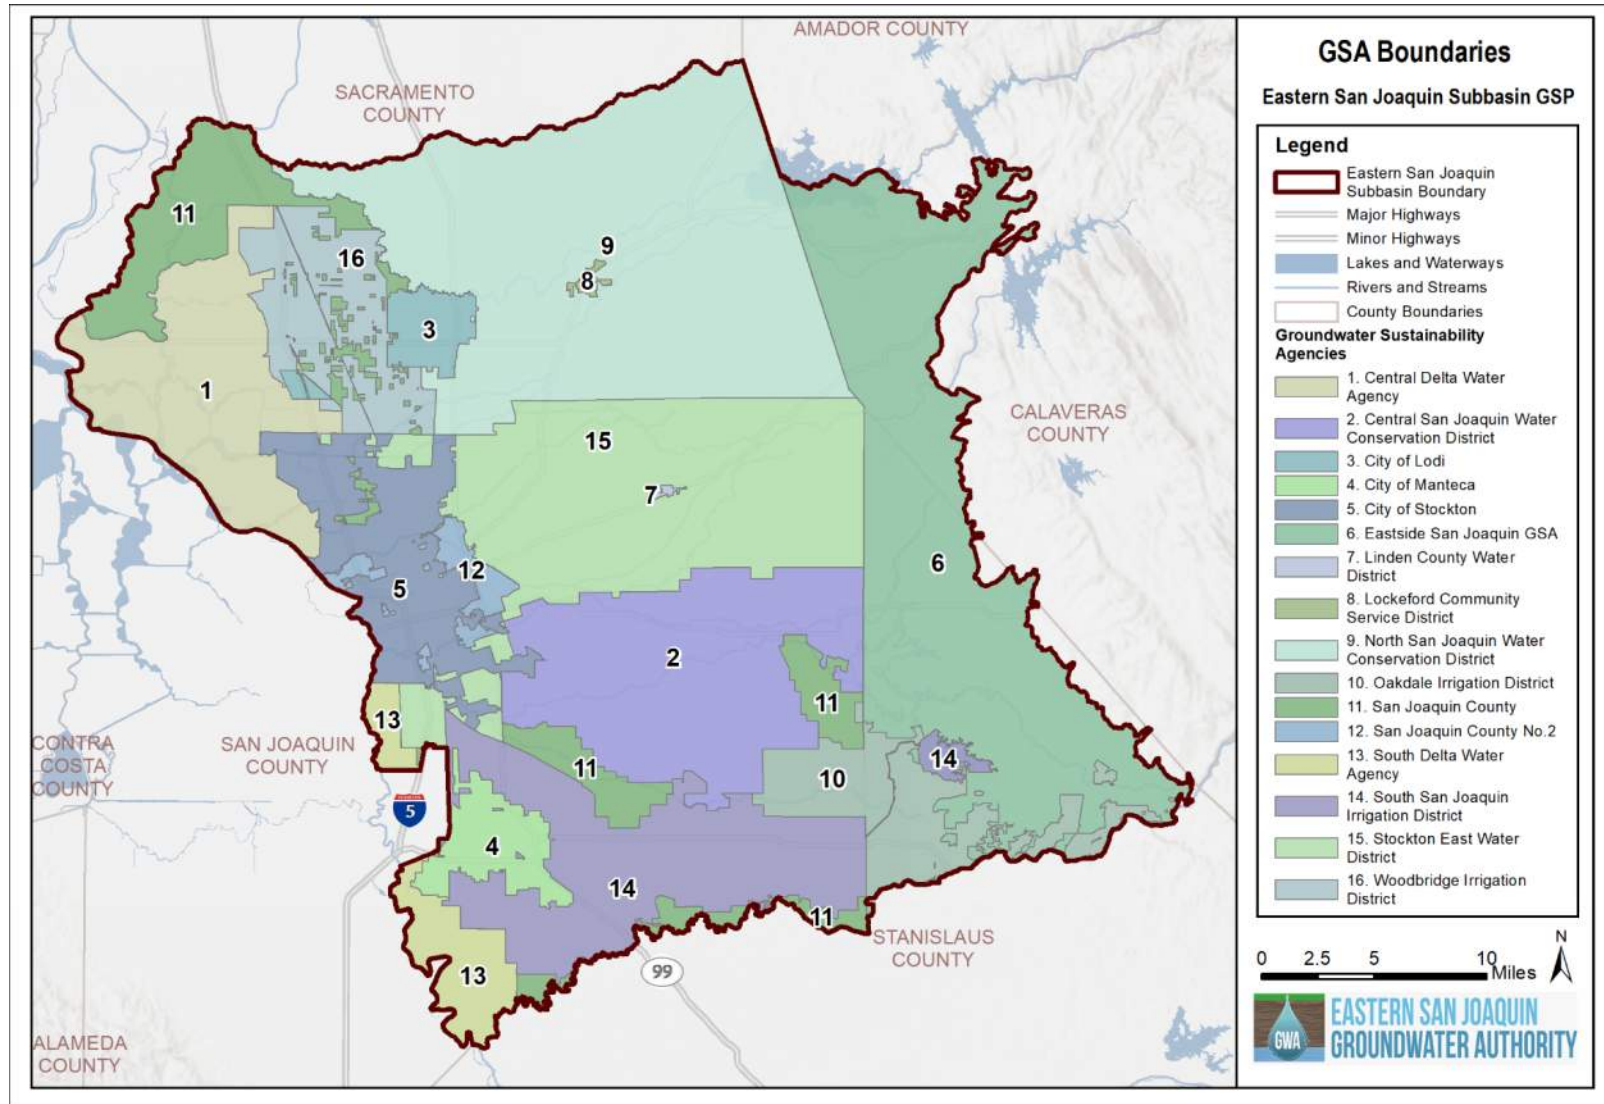 AMADOR COUNTY
SACRAMENTO
COUNTY
11
16
9
8
3
1
CALAVERAS
COUNTY
15
7
6
12
5
2
11
13
CONTRA
COSTA
COUNTY
SAN JOAQUIN
COUNTY
11
10
14
5
4
14
11
STANISLAUS
COUNTY
13
99
ALAMEDA
COUNTY
GSA Boundaries
Eastern San Joaquin Subbasin GSP
Legend
Eastern San Joaquin
Subbasin Boundary
Major Highways
Minor Highways
Lakes and Waterways
Rivers and Streams
County Boundaries
Groundwater Sustainability
Agencies
1. Central Delta Water
Agency
2. Central San Joaquin Water
Conservation District
3. City of Lodi
4. City of Manteca
5. City of Stockton
6. Eastside San Joaquin GSA
7. Linden County Water
District
8. Lockeford Community
Service District
9. North San Joaquin Water
Conservation District
10. Oakdale Irrigation District
11. San Joaquin County
12. San Joaquin County No.2
13. South Delta Water
Agency
14. South San Joaquin
Irrigation District
15. Stockton East Water
District
16. Woodbridge Irrigation
District
N
0 2.5 5 10
Miles
GWA
EASTERN SAN JOAQUIN
GROUNDWATER AUTHORITY